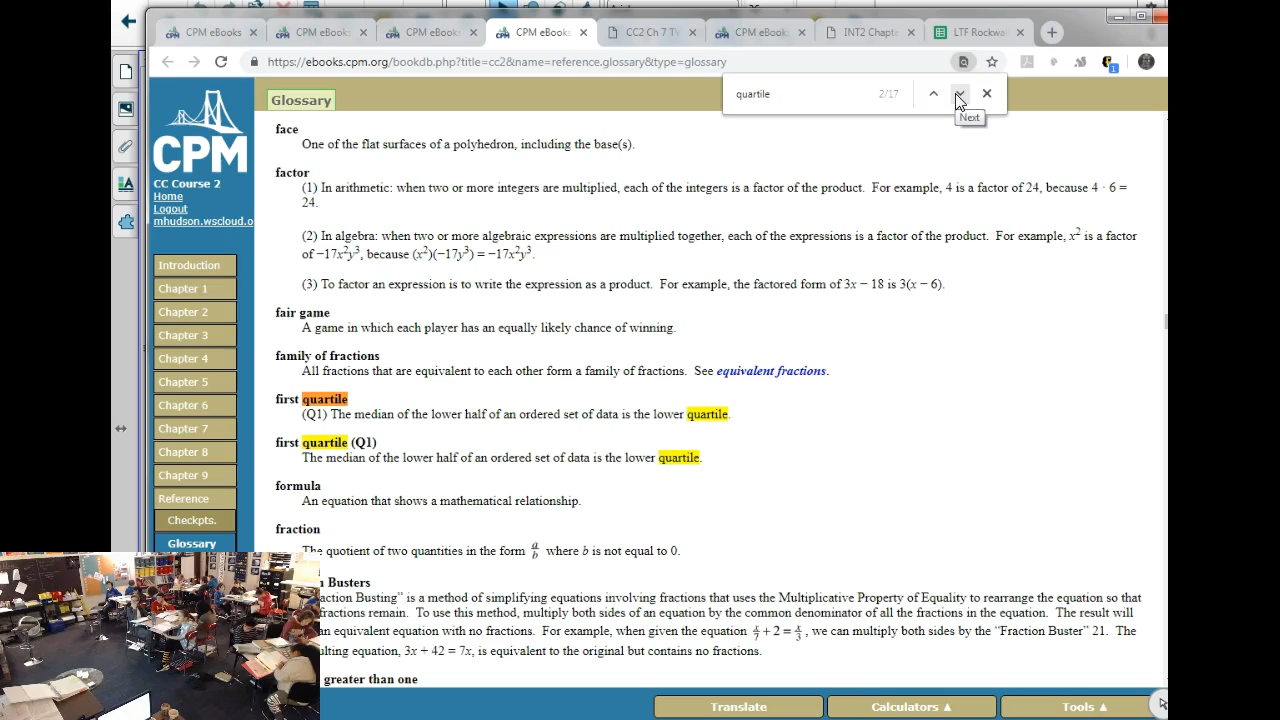 CPM eBooks
CPM eBooks
CPM eBooks
CPM eBooks
CC2 Ch 7 TV
CPM eBooks
INT2 Chapte
LTF Rockwa
https://ebooks.cpm.org/bookdb.php?title=cc2&name=reference.glossary&type=glossary
1
quartile 2/17
Next
Glossary
CPM
CC Course 2
Home
Logout
mhudson.wscloud.o
Introduction
Chapter 1
Chapter 2
Chapter 3
Chapter 4
Chapter 5
Chapter 6
Chapter 7
Chapter 8
Chapter 9
Reference
Checkpts.
Glossary
face
One of the flat surfaces of a polyhedron, including the base(s).
factor
(1) In arithmetic: when two or more integers are multiplied, each of the integers is a factor of the product. For example, 4 is a factor of 24, because 4 · 6 =
24.
(2) In algebra: when two or more algebraic expressions are multiplied together, each of the expressions is a factor of the product. For example, x² is a factor
of −17x²y³, because (x²)(−17y³) = −17x²y³.
(3) To factor an expression is to write the expression as a product. For example, the factored form of 3x − 18 is 3(x − 6).
fair game
A game in which each player has an equally likely chance of winning.
family of fractions
All fractions that are equivalent to each other form a family of fractions. See equivalent fractions.
first quartile
(Q1) The median of the lower half of an ordered set of data is the lower quartile.
first quartile (Q1)
The median of the lower half of an ordered set of data is the lower quartile.
formula
An equation that shows a mathematical relationship.
fraction
The quotient of two quantities in the form a/b where b is not equal to 0.
Busters
action Busting" is a method of simplifying equations involving fractions that uses the Multiplicative Property of Equality to rearrange the equation so that
fractions remain. To use this method, multiply both sides of an equation by the common denominator of all the fractions in the equation. The result will
an equivalent equation with no fractions. For example, when given the equation x/7 + 2 = x/3, we can multiply both sides by the "Fraction Buster" 21. The
lting equation, 3x + 42 = 7x, is equivalent to the original but contains no fractions.
greater than one
Translate
Calculators ▲
Tools ▲